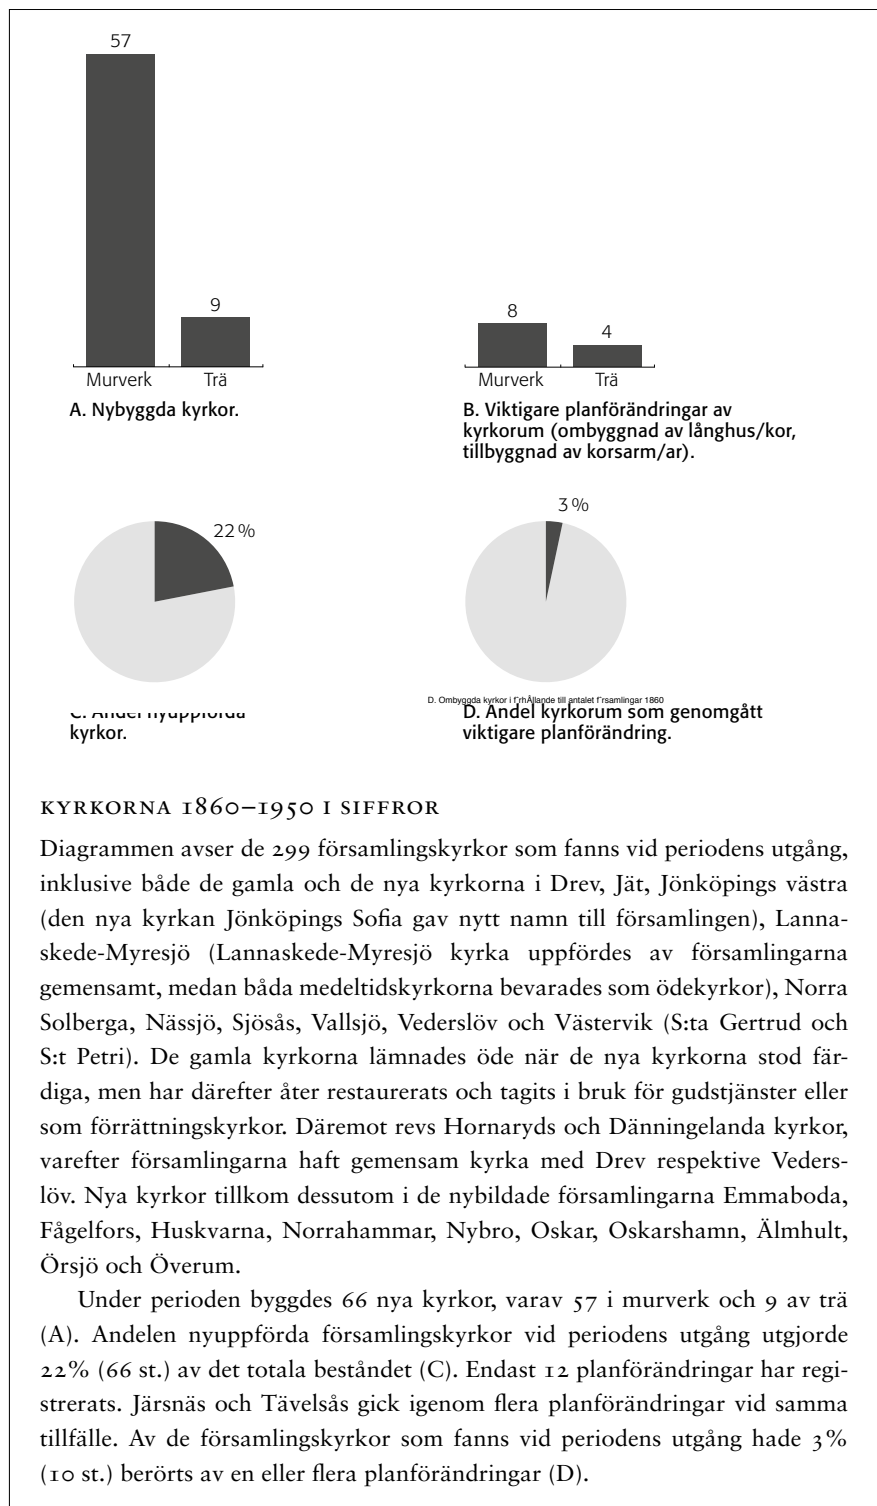 57
9
Murverk Trä
A. Nybyggda kyrkor.
8
4
Murverk Trä
B. Viktigare planförändringar av
kyrkorum (ombyggnad av långhus/kor,
tillbyggnad av korsarm/ar).
22 %
C. Andel nyuppförda
kyrkor.
3 %
D. Ombyggda kyrkor i f¨rhÅllande till antalet f¨rsamlingar 1860
D. Andel kyrkorum som genomgått
viktigare planförändring.
KYRKORNA 1860–1950 I SIFFROR
Diagrammen avser de 299 församlingskyrkor som fanns vid periodens utgång,
inklusive både de gamla och de nya kyrkorna i Drev, Jät, Jönköpings västra
(den nya kyrkan Jönköpings Sofia gav nytt namn till församlingen), Lanna-
skede-Myresjö (Lannaskede-Myresjö kyrka uppfördes av församlingarna
gemensamt, medan båda medeltidskyrkorna bevarades som ödekyrkor), Norra
Solberga, Nässjö, Sjösås, Vallsjö, Vederslöv och Västervik (S:ta Gertrud och
S:t Petri). De gamla kyrkorna lämnades öde när de nya kyrkorna stod fär-
diga, men har därefter åter restaurerats och tagits i bruk för gudstjänster eller
som förrättningskyrkor. Däremot revs Hornaryds och Dänningelanda kyrkor,
varefter församlingarna haft gemensam kyrka med Drev respektive Veders-
löv. Nya kyrkor tillkom dessutom i de nybildade församlingarna Emmaboda,
Fågelfors, Huskvarna, Norrahammar, Nybro, Oskar, Oskarshamn, Älmhult,
Örsjö och Överum.
Under perioden byggdes 66 nya kyrkor, varav 57 i murverk och 9 av trä
(A). Andelen nyuppförda församlingskyrkor vid periodens utgång utgjorde
22% (66 st.) av det totala beståndet (C). Endast 12 planförändringar har regi-
strerats. Järsnäs och Tävelsås gick igenom flera planförändringar vid samma
tillfälle. Av de församlingskyrkor som fanns vid periodens utgång hade 3%
(10 st.) berörts av en eller flera planförändringar (D).